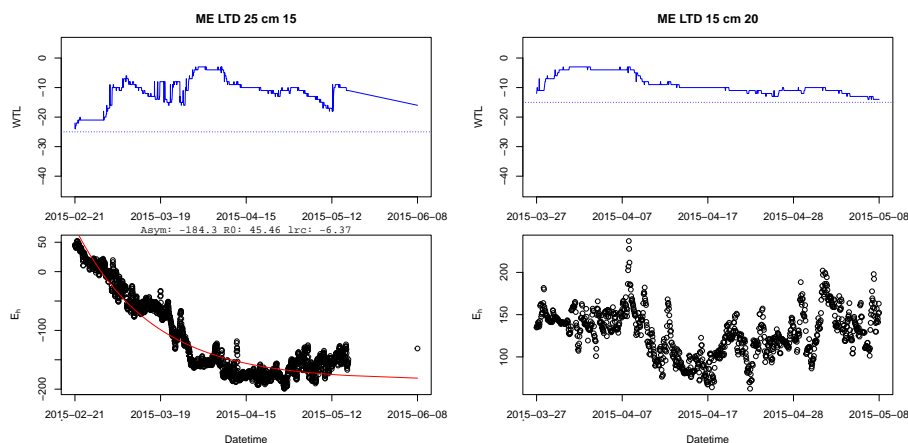 ME LTD 25 cm 15
WTL
0
−10
−20
−30
−40
2015−02−21 2015−03−19 2015−04−15 2015−05−12 2015−06−08
Asym: −184.3 R0: 45.46 lrc: −6.37
Eh
50
0
−100
−200
2015−02−21 2015−03−19 2015−04−15 2015−05−12 2015−06−08
Datetime
ME LTD 15 cm 20
WTL
0
−10
−20
−30
−40
2015−03−27 2015−04−07 2015−04−17 2015−04−28 2015−05−08
Eh
200
150
100
2015−03−27 2015−04−07 2015−04−17 2015−04−28 2015−05−08
Datetime